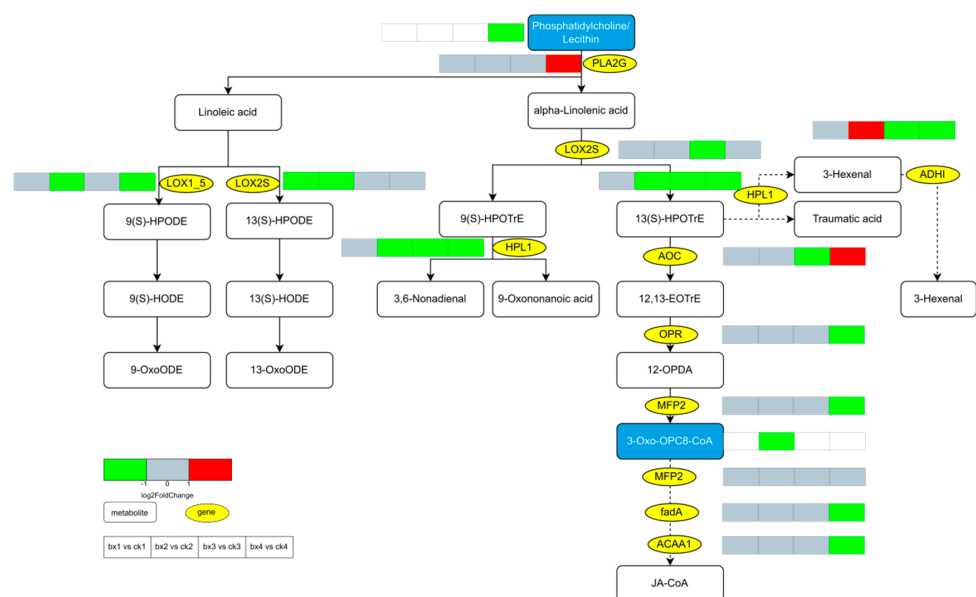 Phosphatidylcholine/
Lecithin
PLA2G
Linoleic acid
alpha-Linolenic acid
LOX2S
LOX1_5
LOX2S
3-Hexenal
ADHI
HPL1
9(S)-HPODE
13(S)-HPODE
9(S)-HPOTrE
13(S)-HPOTrE
Traumatic acid
HPL1
AOC
9(S)-HODE
13(S)-HODE
3,6-Nonadienal
9-Oxononanoic acid
12,13-EOTrE
3-Hexenal
OPR
9-OxoODE
13-OxoODE
12-OPDA
MFP2
3-Oxo-OPC8-CoA
MFP2
-1 0 1
log2FoldChange
metabolite
gene
fadA
bx1 vs ck1
bx2 vs ck2
bx3 vs ck3
bx4 vs ck4
ACAA1
JA-CoA